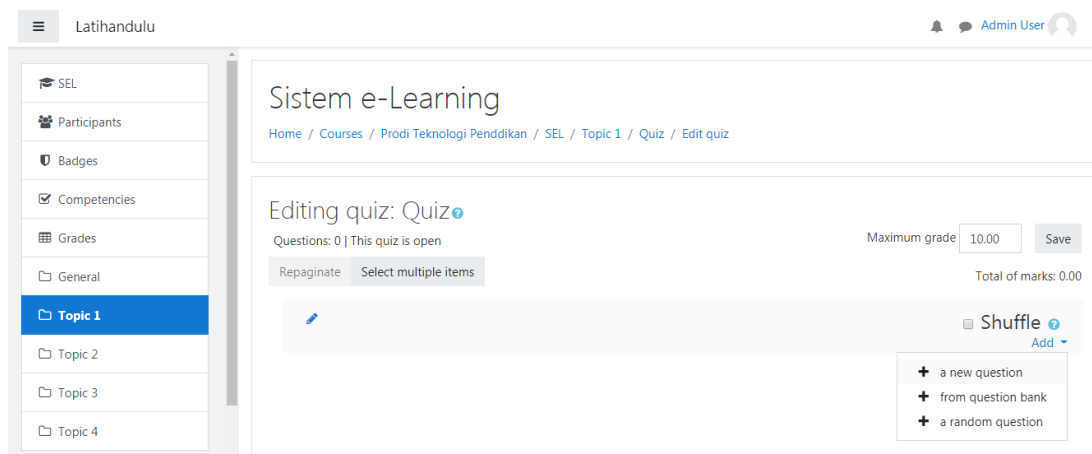 Latihandulu
Admin User
SEL
Participants
Badges
Competencies
Grades
General
Topic 1
Topic 2
Topic 3
Topic 4
Sistem e-Learning
Home / Courses / Prodi Teknologi Penddikan / SEL / Topic 1 / Quiz / Edit quiz
Editing quiz: Quiz
Questions: 0 | This quiz is open
Maximum grade 10.00 Save
Repaginate Select multiple items
Total of marks: 0.00
Shuffle
Add
a new question
from question bank
a random question